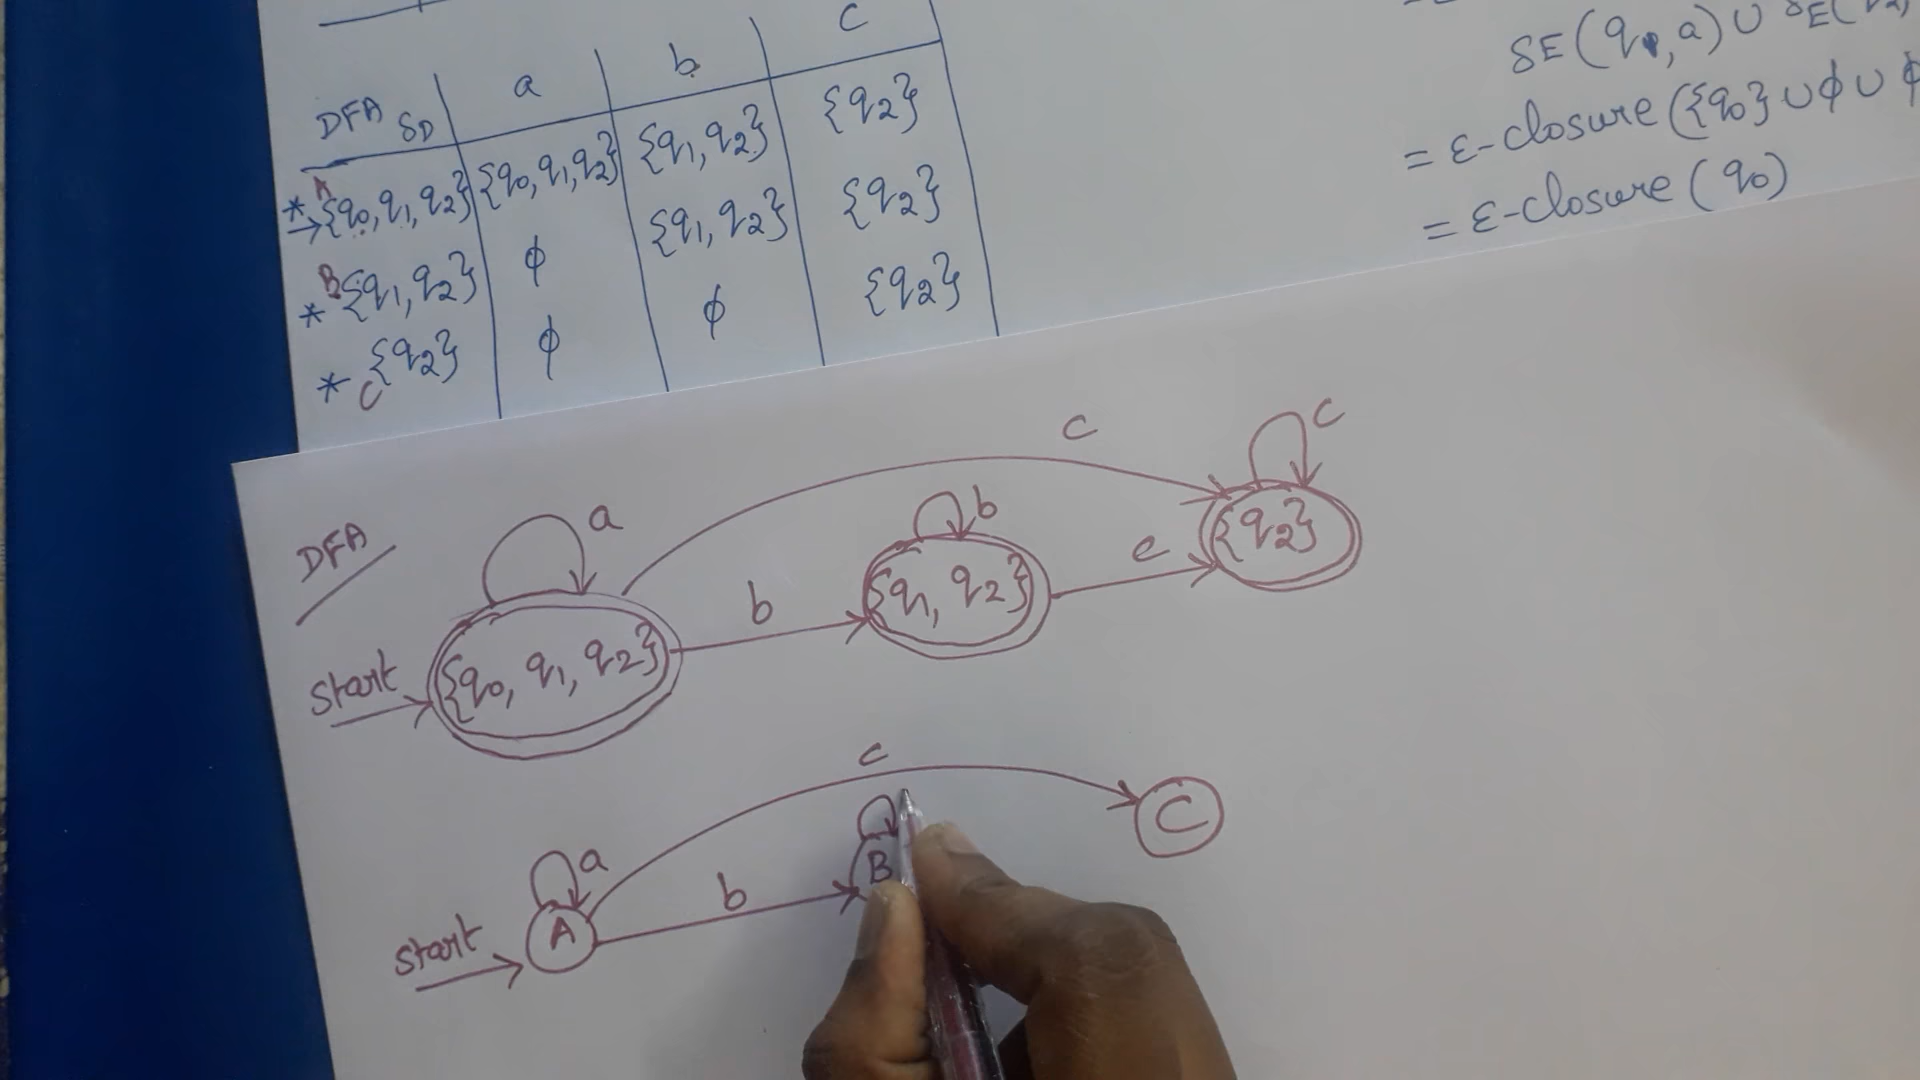 DFA δD a b c
A
*→{q0, q1, q2} {q0, q1, q2} {q1, q2} {q2}
B
* {q1, q2} ϕ {q1, q2} {q2}
* {q2} ϕ ϕ {q2}
C
δE(q1, a) ∪ δE(
= ε-closure ({q0} ∪ ϕ ∪ ϕ
= ε-closure (q0)
DFA
c c
a b
{q2}
b c
{q1, q2}
start {q0, q1, q2}
c
C
a b B
start A